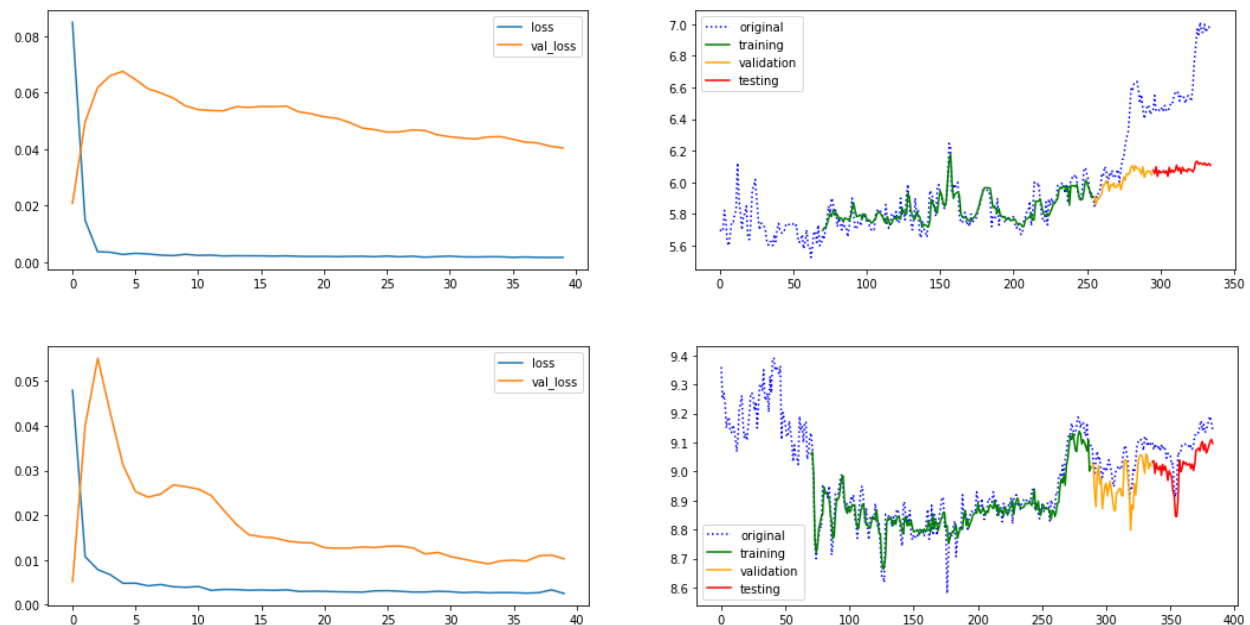 loss
val_loss
0.08
0.06
0.04
0.02
0.00
0 5 10 15 20 25 30 35 40
original
training
validation
testing
7.0
6.8
6.6
6.4
6.2
6.0
5.8
5.6
0 50 100 150 200 250 300 350
loss
val_loss
0.05
0.04
0.03
0.02
0.01
0.00
0 5 10 15 20 25 30 35 40
9.4
9.3
9.2
9.1
9.0
8.9
8.8
8.7
8.6
original
training
validation
testing
0 50 100 150 200 250 300 350 400